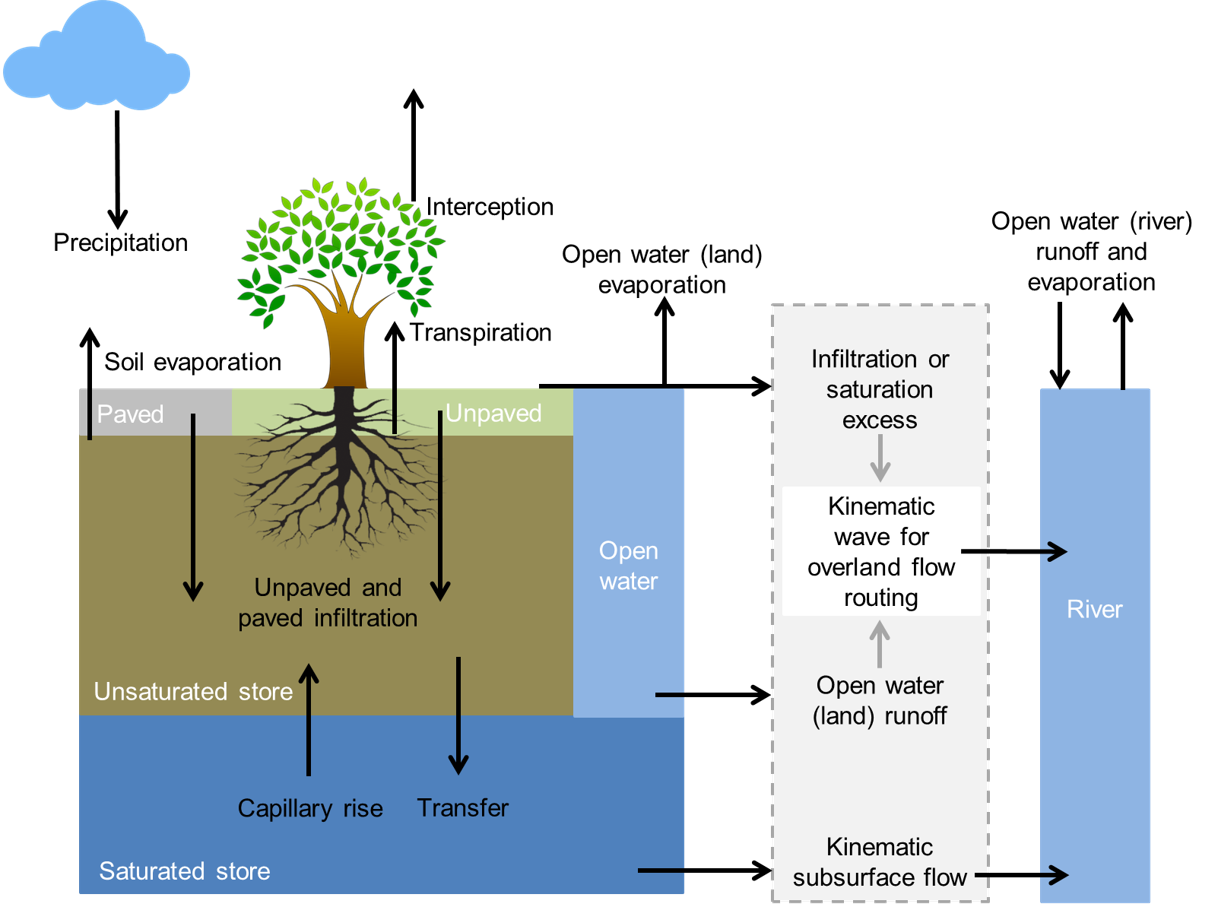 Precipitation
Interception
Open water (land)
evaporation
Open water (river)
runoff and
evaporation
Transpiration
Soil evaporation
Paved
Unpaved
Infiltration or
saturation
excess
Kinematic
wave for
overland flow
routing
Open
water
Unpaved and
paved infiltration
River
Unsaturated store
Open water
(land) runoff
Capillary rise
Transfer
Kinematic
subsurface flow
Saturated store